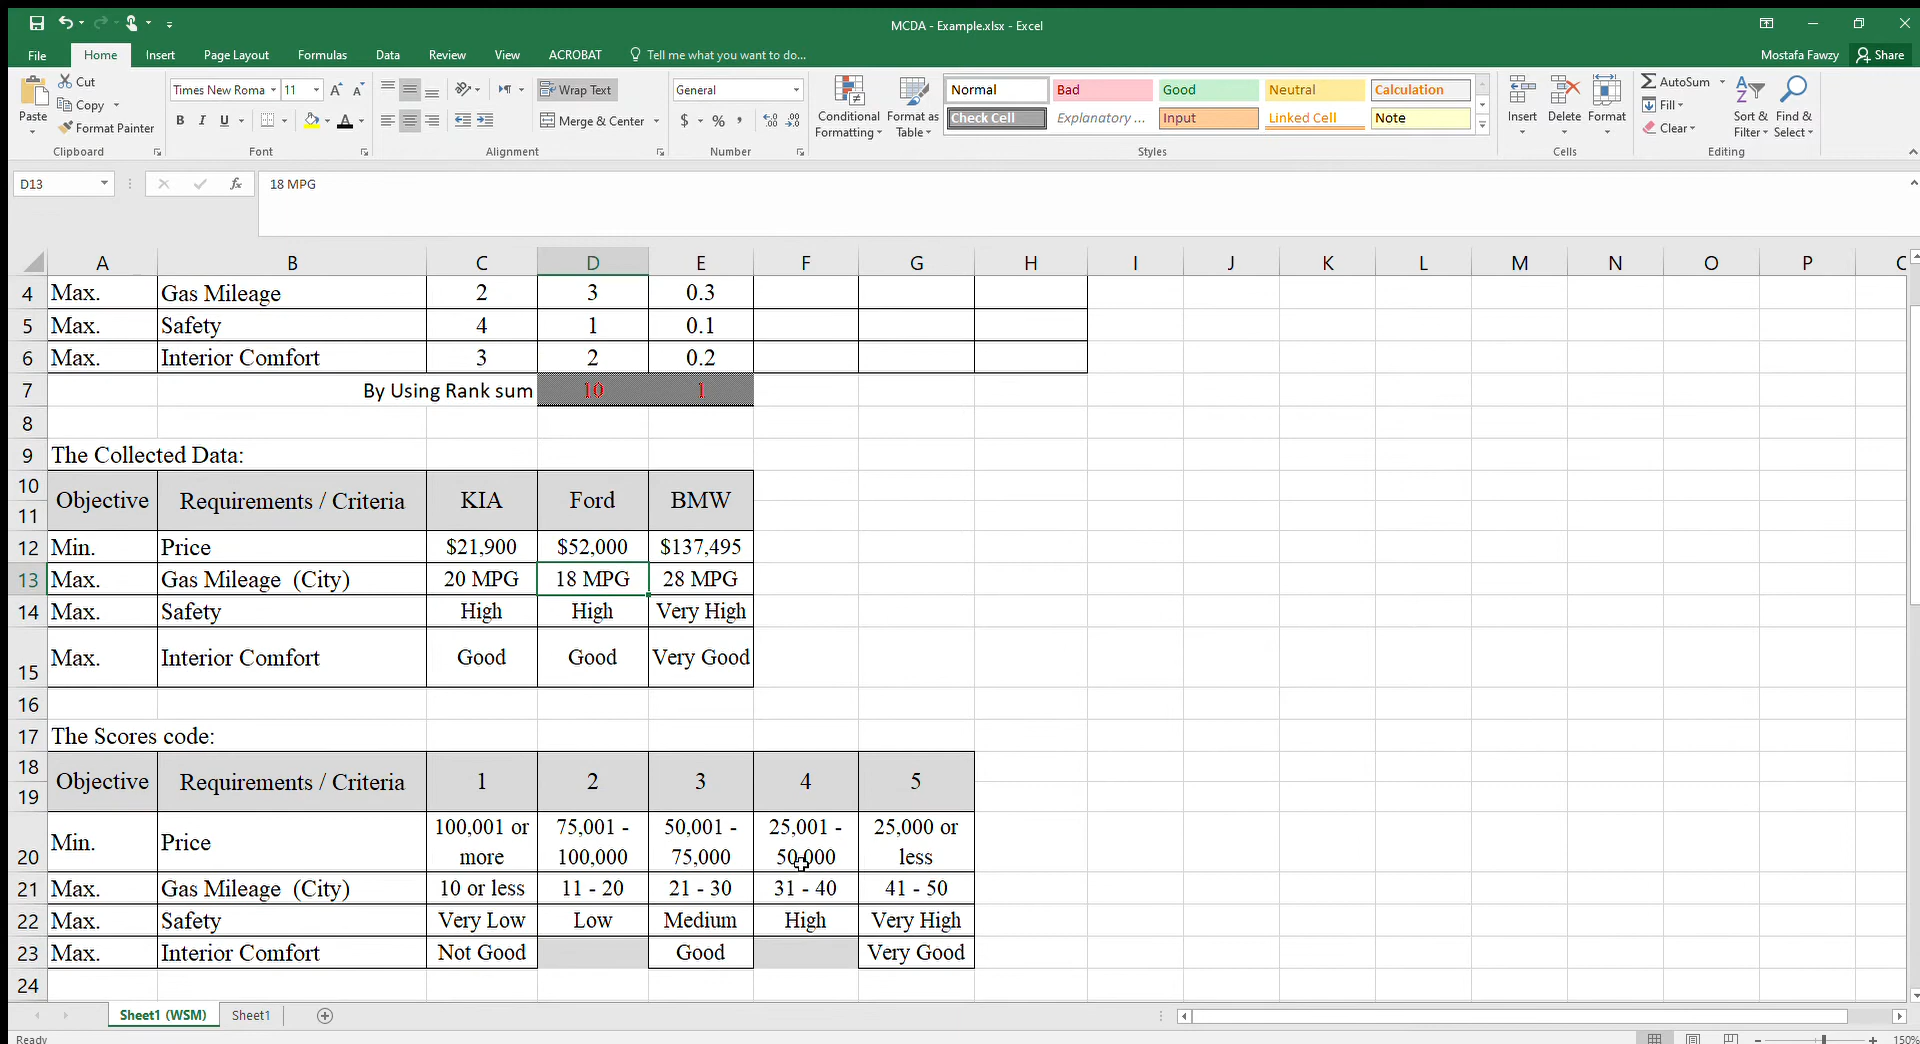 MCDA - Example.xlsx - Excel
File Home Insert Page Layout Formulas Data Review View ACROBAT Tell me what you want to do... Mostafa Fawzy Share
Paste
Cut
Copy
Format Painter
Clipboard
Times New Roma 11
B I U
Font
Wrap Text
Merge & Center
Alignment
General
$ % ,
Number
Conditional Formatting
Format as Table
Normal Bad Good Neutral Calculation
Check Cell Explanatory ... Input Linked Cell Note
Styles
Insert Delete Format
Cells
AutoSum
Fill
Clear
Sort & Filter
Find & Select
Editing
D13 fx 18 MPG
A B C D E F G H I J K L M N O P
4 Max. Gas Mileage 2 3 0.3
5 Max. Safety 4 1 0.1
6 Max. Interior Comfort 3 2 0.2
7 By Using Rank sum 10 1
8
9 The Collected Data:
10
11
Objective Requirements / Criteria KIA Ford BMW
12 Min. Price $21,900 $52,000 $137,495
13 Max. Gas Mileage (City) 20 MPG 18 MPG 28 MPG
14 Max. Safety High High Very High
15 Max. Interior Comfort Good Good Very Good
16
17 The Scores code:
18
19
Objective Requirements / Criteria 1 2 3 4 5
20 Min. Price 100,001 or more 75,001 - 100,000 50,001 - 75,000 25,001 - 50,000 25,000 or less
21 Max. Gas Mileage (City) 10 or less 11 - 20 21 - 30 31 - 40 41 - 50
22 Max. Safety Very Low Low Medium High Very High
23 Max. Interior Comfort Not Good Good Very Good
24
Sheet1 (WSM) Sheet1
Ready 150%